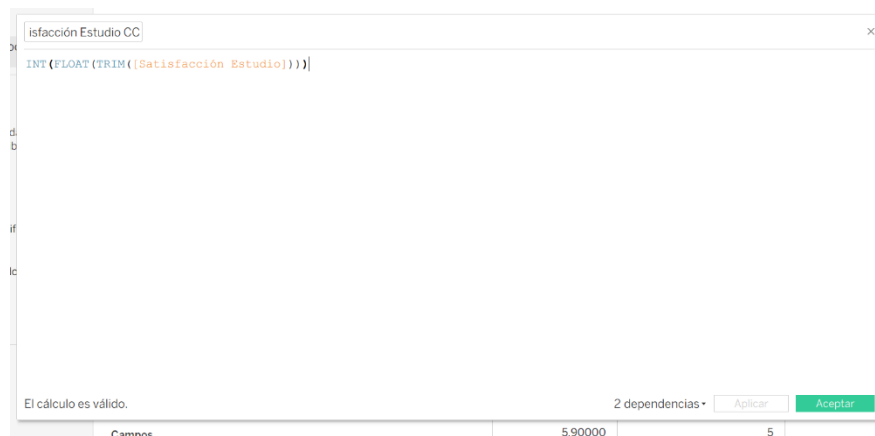 isfacción Estudio CC
×
INT(FLOAT(TRIM([Satisfacción Estudio])))
El cálculo es válido.
2 dependencias
Aplicar
Aceptar
Campos 5.90000 5